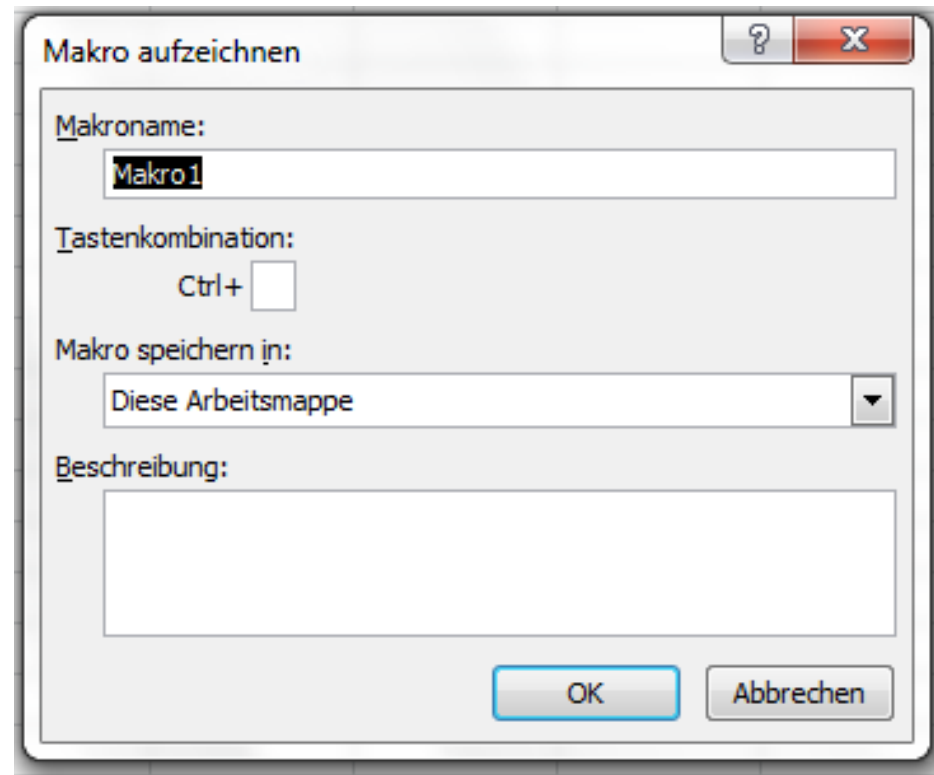 Makro aufzeichnen
Makroname:
Makro1
Tastenkombination:
Ctrl+
Makro speichern in:
Diese Arbeitsmappe
Beschreibung:
OK Abbrechen